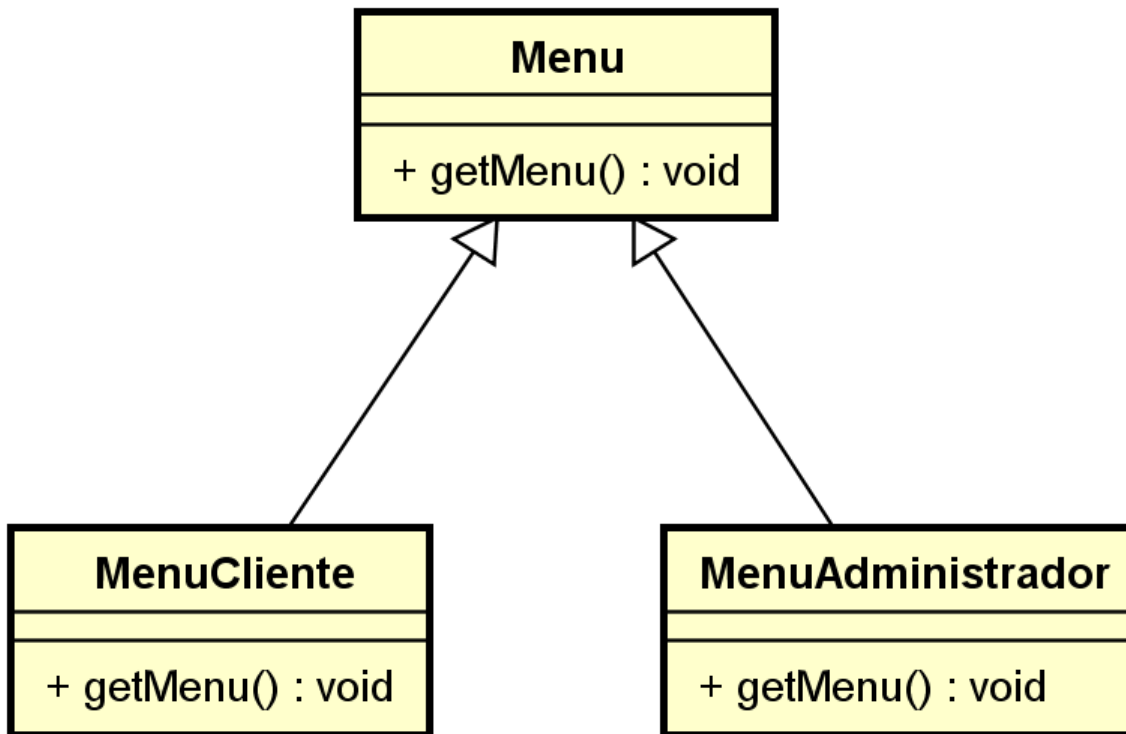 Menu
+ getMenu() : void
MenuCliente
+ getMenu() : void
MenuAdministrador
+ getMenu() : void